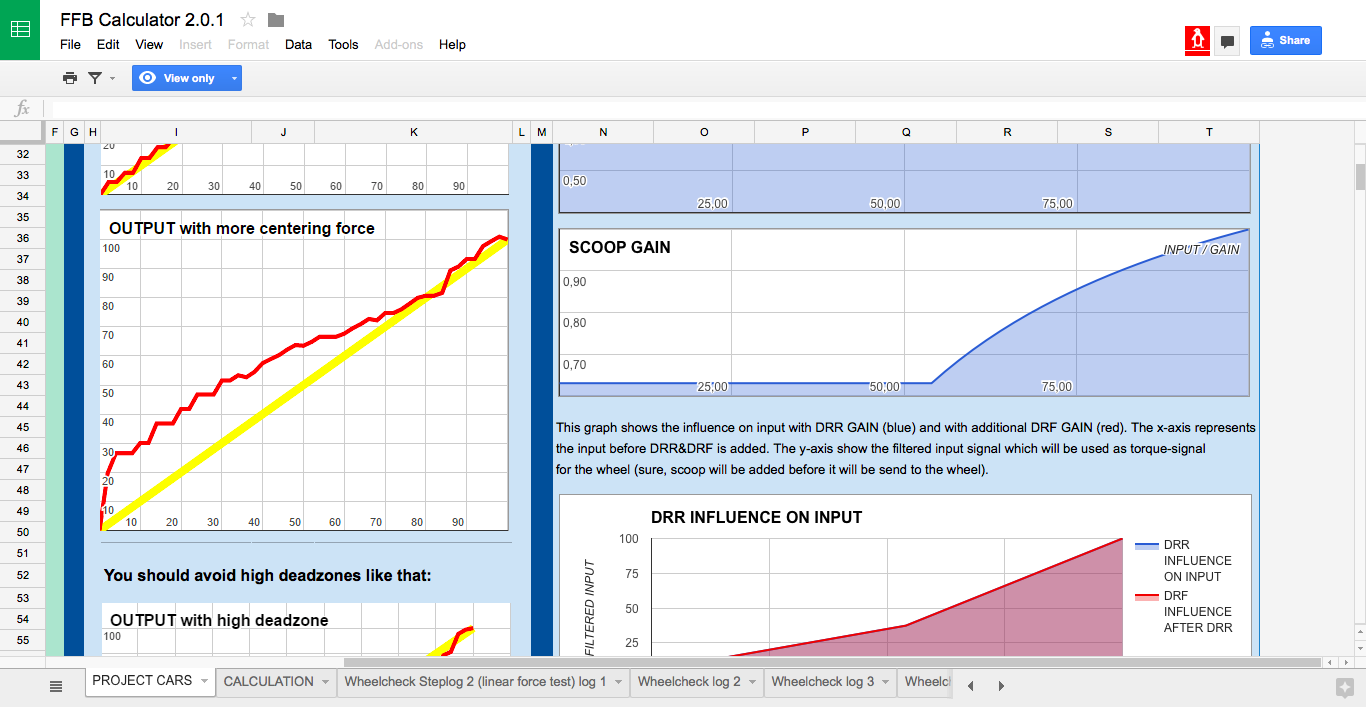 FFB Calculator 2.0.1
File Edit View Insert Format Data Tools Add-ons Help
Share
View only
fx
F G H I J K L M N O P Q R S T
32
33
34
35
36
37
38
39
40
41
42
43
44
45
46
47
48
49
50
51
52
53
54
55
20
10
10 20 30 40 50 60 70 80 90
OUTPUT with more centering force
100
90
80
70
60
50
40
30
20
10
10 20 30 40 50 60 70 80 90
You should avoid high deadzones like that:
OUTPUT with high deadzone
100
0,50
25,00 50,00 75,00
SCOOP GAIN
INPUT / GAIN
0,90
0,80
0,70
25,00 50,00 75,00
This graph shows the influence on input with DRR GAIN (blue) and with additional DRF GAIN (red). The x-axis represents
the input before DRR&DRF is added. The y-axis show the filtered input signal which will be used as torque-signal
for the wheel (sure, scoop will be added before it will be send to the wheel).
DRR INFLUENCE ON INPUT
100
75
50
25
FILTERED INPUT
DRR
INFLUENCE
ON INPUT
DRF
INFLUENCE
AFTER DRR
PROJECT CARS CALCULATION Wheelcheck Steplog 2 (linear force test) log 1 Wheelcheck log 2 Wheelcheck log 3 Wheelc